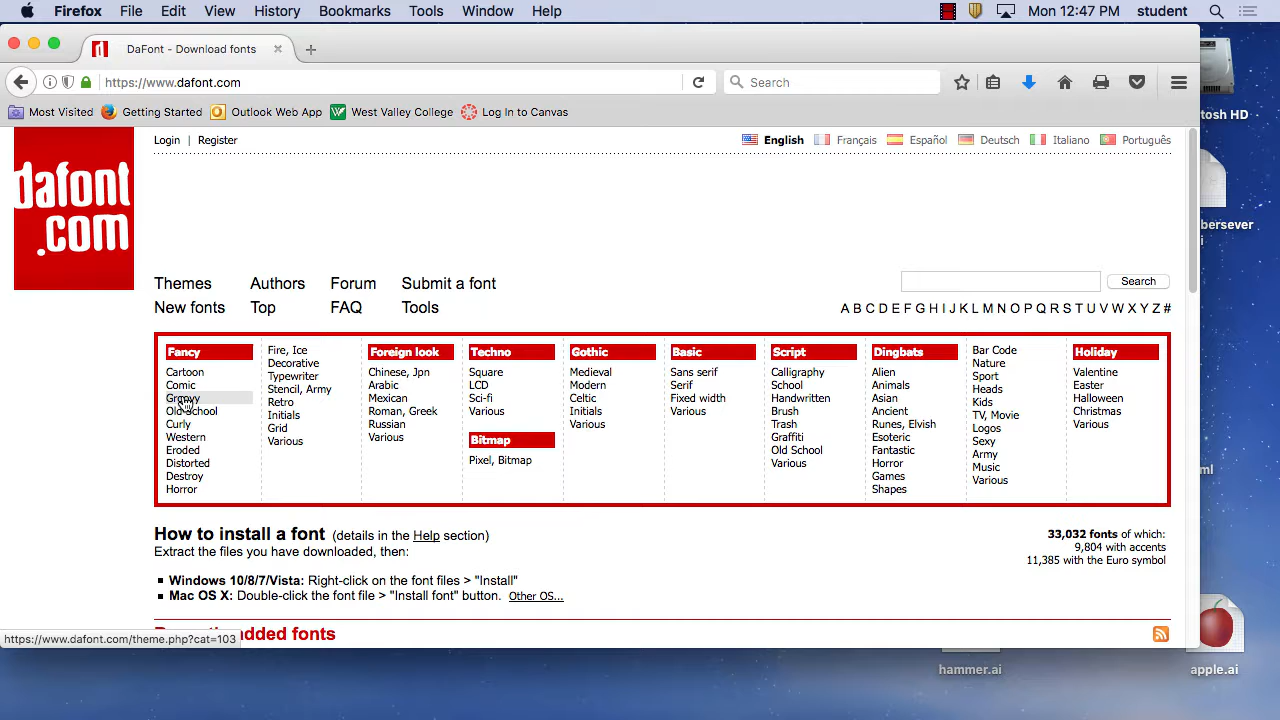 Firefox File Edit View History Bookmarks Tools Window Help Mon 12:47 PM student
DaFont - Download fonts
https://www.dafont.com Search
Most Visited Getting Started Outlook Web App West Valley College Log In to Canvas
tosh HD
dafont
.com
Login | Register English Français Español Deutsch Italiano Português
bersever
i
Themes Authors Forum Submit a font Search
New fonts Top FAQ Tools A B C D E F G H I J K L M N O P Q R S T U V W X Y Z #
Fancy
Cartoon
Comic
Groovy
Old School
Curly
Western
Eroded
Distorted
Destroy
Horror
Fire, Ice
Decorative
Typewriter
Stencil, Army
Retro
Initials
Grid
Various
Foreign look
Chinese, Jpn
Arabic
Mexican
Roman, Greek
Russian
Various
Techno
Square
LCD
Sci-fi
Various
Bitmap
Pixel, Bitmap
Gothic
Medieval
Modern
Celtic
Initials
Various
Basic
Sans serif
Serif
Fixed width
Various
Script
Calligraphy
School
Handwritten
Brush
Trash
Graffiti
Old School
Various
Dingbats
Alien
Animals
Asian
Ancient
Runes, Elvish
Esoteric
Fantastic
Horror
Games
Shapes
Bar Code
Nature
Sport
Heads
Kids
TV, Movie
Logos
Sexy
Army
Music
Various
Holiday
Valentine
Easter
Halloween
Christmas
Various
ml
How to install a font (details in the Help section)
Extract the files you have downloaded, then:
Windows 10/8/7/Vista: Right-click on the font files > "Install"
Mac OS X: Double-click the font file > "Install font" button. Other OS...
33,032 fonts of which:
9,804 with accents
11,385 with the Euro symbol
added fonts
https://www.dafont.com/theme.php?cat=103
hammer.ai
apple.ai